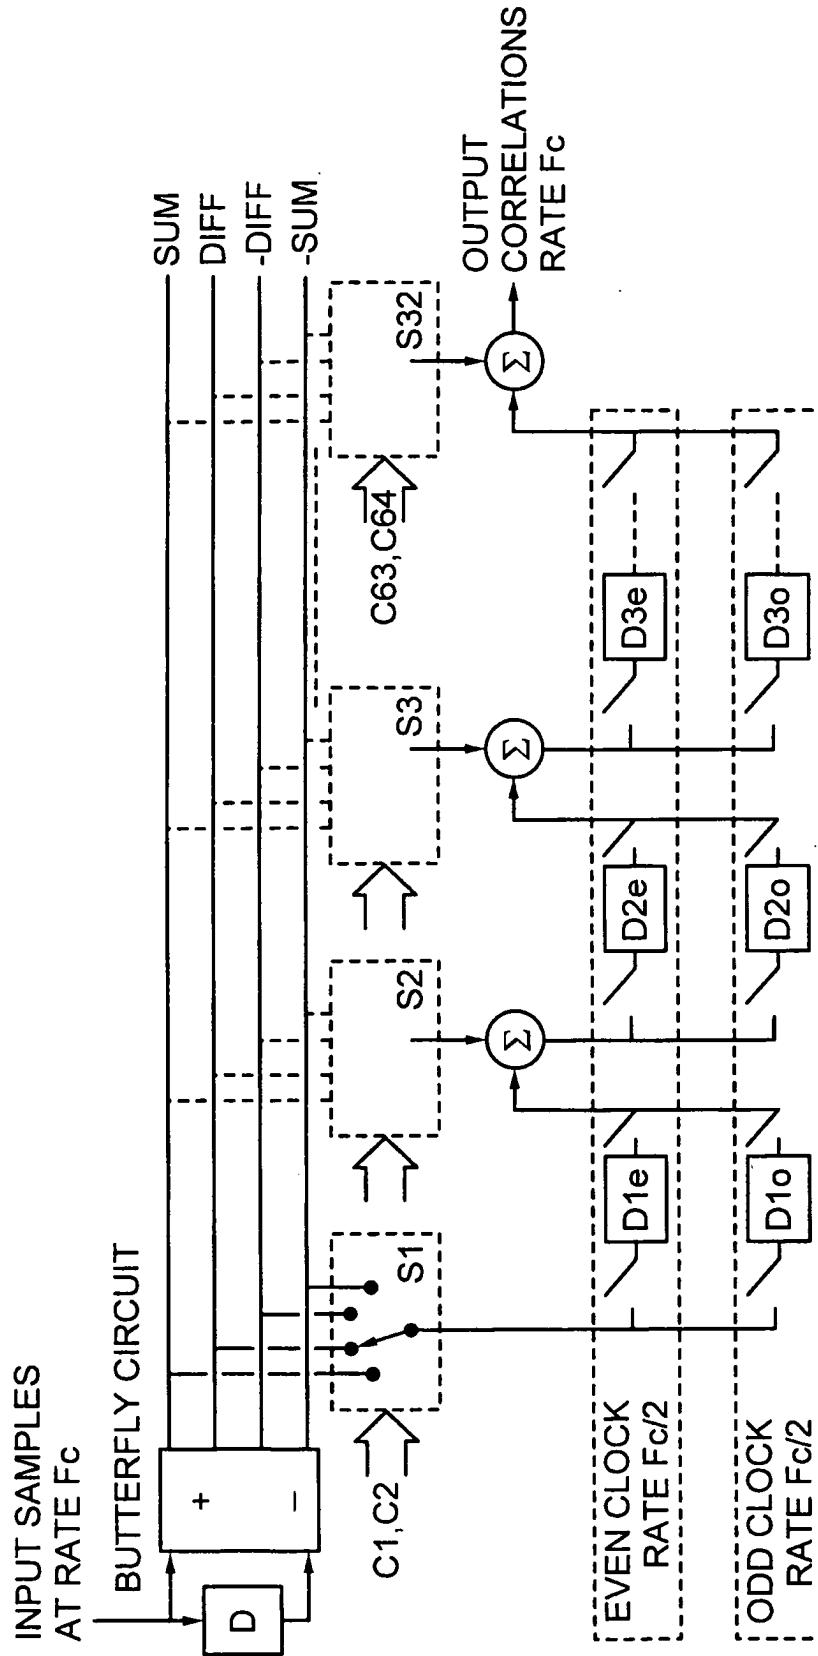 INPUT SAMPLES
AT RATE Fc
BUTTERFLY CIRCUIT
D
+
−
SUM
DIFF
-DIFF
-SUM
C1,C2
S1
S2
S3
C63,C64
S32
Σ
Σ
Σ
OUTPUT
CORRELATIONS
RATE Fc
EVEN CLOCK
RATE Fc/2
D1e
D2e
D3e
ODD CLOCK
RATE Fc/2
D1o
D2o
D3o